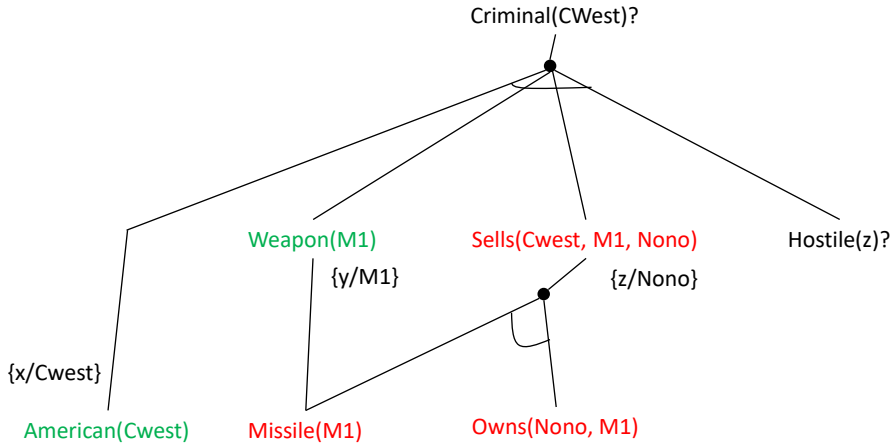 Criminal(CWest)?
Weapon(M1)
Sells(Cwest, M1, Nono)
Hostile(z)?
{y/M1}
{z/Nono}
{x/Cwest}
American(Cwest)
Missile(M1)
Owns(Nono, M1)